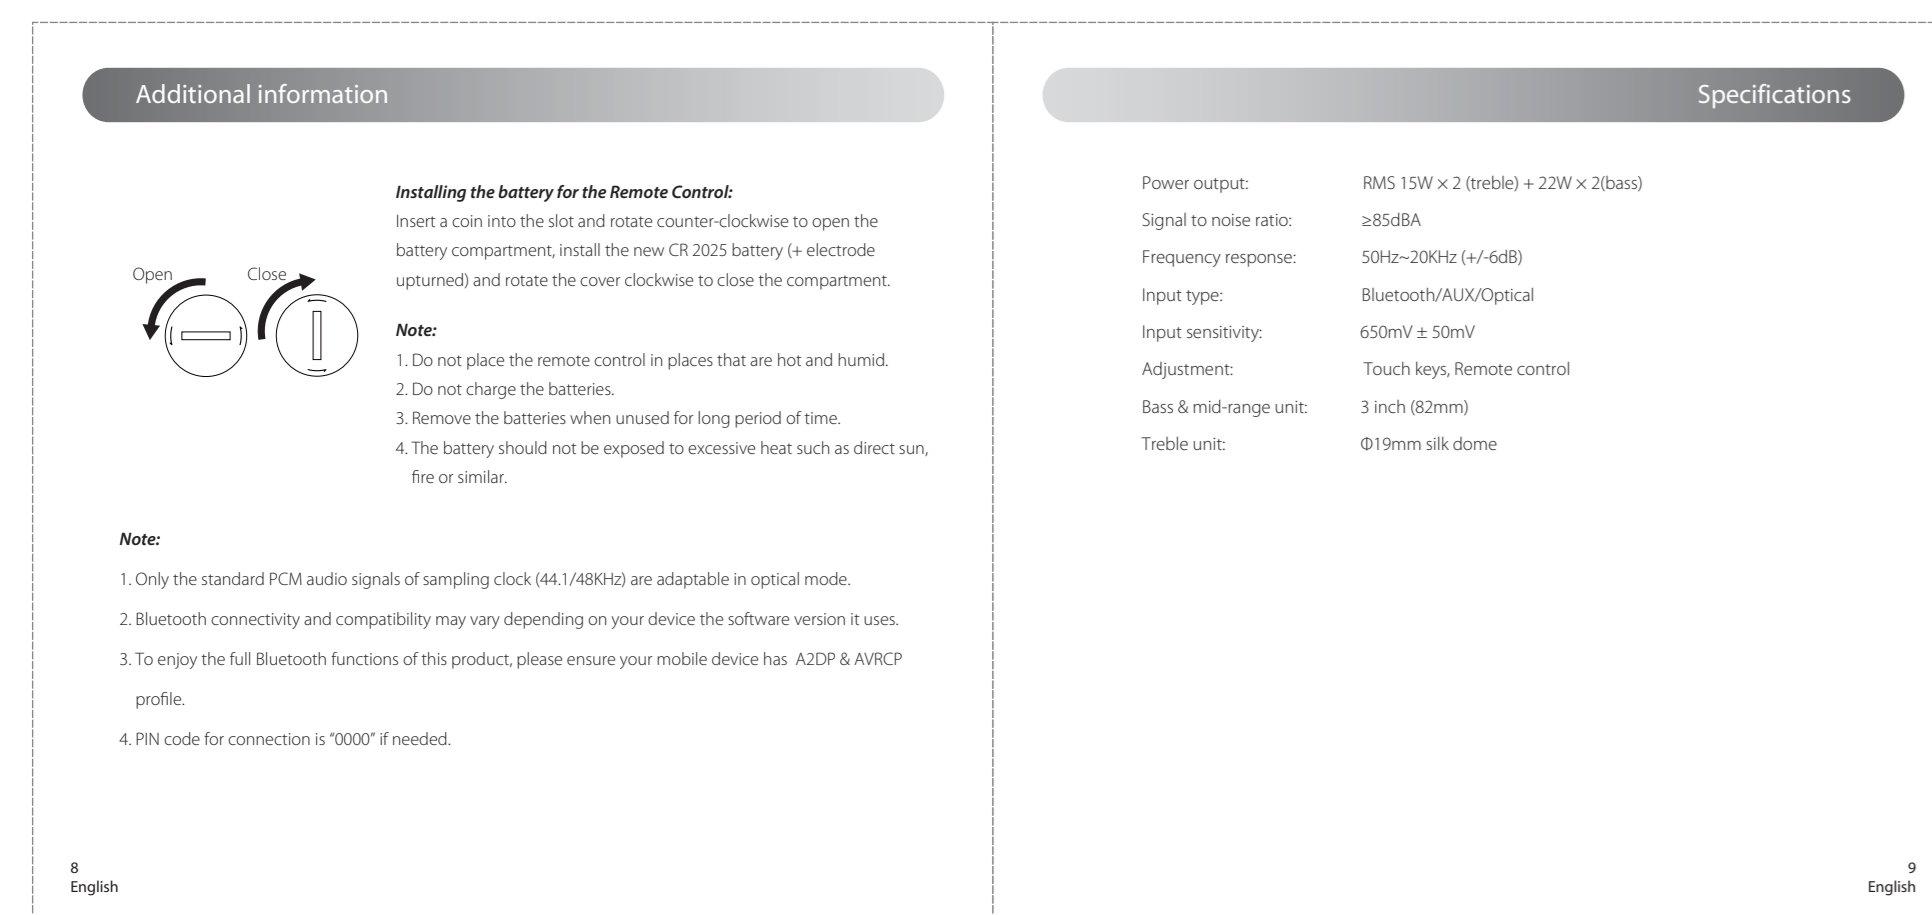 Additional information
Installing the battery for the Remote Control:
Insert a coin into the slot and rotate counter-clockwise to open the
battery compartment, install the new CR 2025 battery (+ electrode
upturned) and rotate the cover clockwise to close the compartment.
Open
Close
Note:
1. Do not place the remote control in places that are hot and humid.
2. Do not charge the batteries.
3. Remove the batteries when unused for long period of time.
4. The battery should not be exposed to excessive heat such as direct sun,
fire or similar.
Note:
1. Only the standard PCM audio signals of sampling clock (44.1/48KHz) are adaptable in optical mode.
2. Bluetooth connectivity and compatibility may vary depending on your device the software version it uses.
3. To enjoy the full Bluetooth functions of this product, please ensure your mobile device has A2DP & AVRCP
profile.
4. PIN code for connection is “0000” if needed.
8
English
Specifications
Power output: RMS 15W × 2 (treble) + 22W × 2(bass)
Signal to noise ratio: ≥85dBA
Frequency response: 50Hz~20KHz (+/-6dB)
Input type: Bluetooth/AUX/Optical
Input sensitivity: 650mV ± 50mV
Adjustment: Touch keys, Remote control
Bass & mid-range unit: 3 inch (82mm)
Treble unit: Φ19mm silk dome
9
English